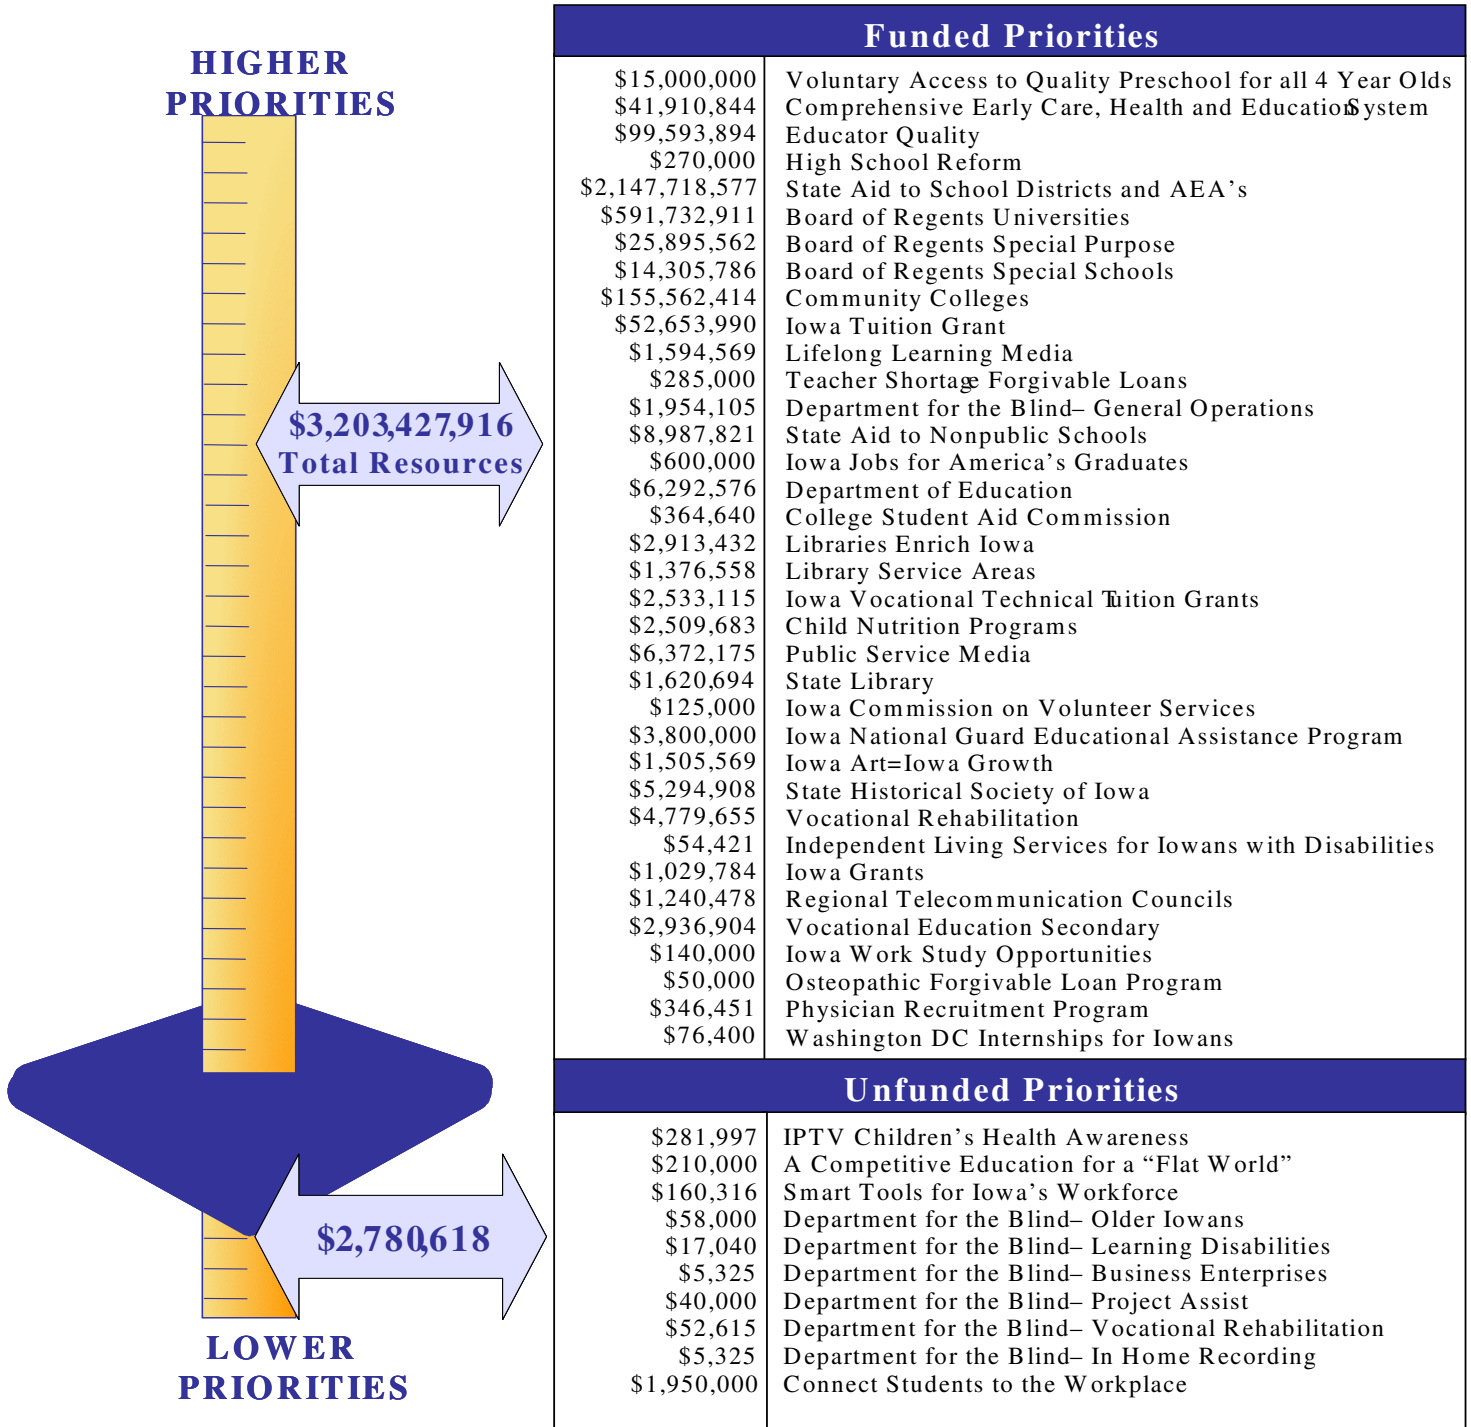 HIGHER
PRIORITIES
$3,203,427,916
Total Resources
$2,780,618
LOWER
PRIORITIES
Funded Priorities
$15,000,000 Voluntary Access to Quality Preschool for all 4 Year Olds
$41,910,844 Comprehensive Early Care, Health and Education System
$99,593,894 Educator Quality
$270,000 High School Reform
$2,147,718,577 State Aid to School Districts and AEA's
$591,732,911 Board of Regents Universities
$25,895,562 Board of Regents Special Purpose
$14,305,786 Board of Regents Special Schools
$155,562,414 Community Colleges
$52,653,990 Iowa Tuition Grant
$1,594,569 Lifelong Learning Media
$285,000 Teacher Shortage Forgivable Loans
$1,954,105 Department for the Blind– General Operations
$8,987,821 State Aid to Nonpublic Schools
$600,000 Iowa Jobs for America's Graduates
$6,292,576 Department of Education
$364,640 College Student Aid Commission
$2,913,432 Libraries Enrich Iowa
$1,376,558 Library Service Areas
$2,533,115 Iowa Vocational Technical Tuition Grants
$2,509,683 Child Nutrition Programs
$6,372,175 Public Service Media
$1,620,694 State Library
$125,000 Iowa Commission on Volunteer Services
$3,800,000 Iowa National Guard Educational Assistance Program
$1,505,569 Iowa Art=Iowa Growth
$5,294,908 State Historical Society of Iowa
$4,779,655 Vocational Rehabilitation
$54,421 Independent Living Services for Iowans with Disabilities
$1,029,784 Iowa Grants
$1,240,478 Regional Telecommunication Councils
$2,936,904 Vocational Education Secondary
$140,000 Iowa Work Study Opportunities
$50,000 Osteopathic Forgivable Loan Program
$346,451 Physician Recruitment Program
$76,400 Washington DC Internships for Iowans
Unfunded Priorities
$281,997 IPTV Children's Health Awareness
$210,000 A Competitive Education for a “Flat World”
$160,316 Smart Tools for Iowa's Workforce
$58,000 Department for the Blind– Older Iowans
$17,040 Department for the Blind– Learning Disabilities
$5,325 Department for the Blind– Business Enterprises
$40,000 Department for the Blind– Project Assist
$52,615 Department for the Blind– Vocational Rehabilitation
$5,325 Department for the Blind– In Home Recording
$1,950,000 Connect Students to the Workplace